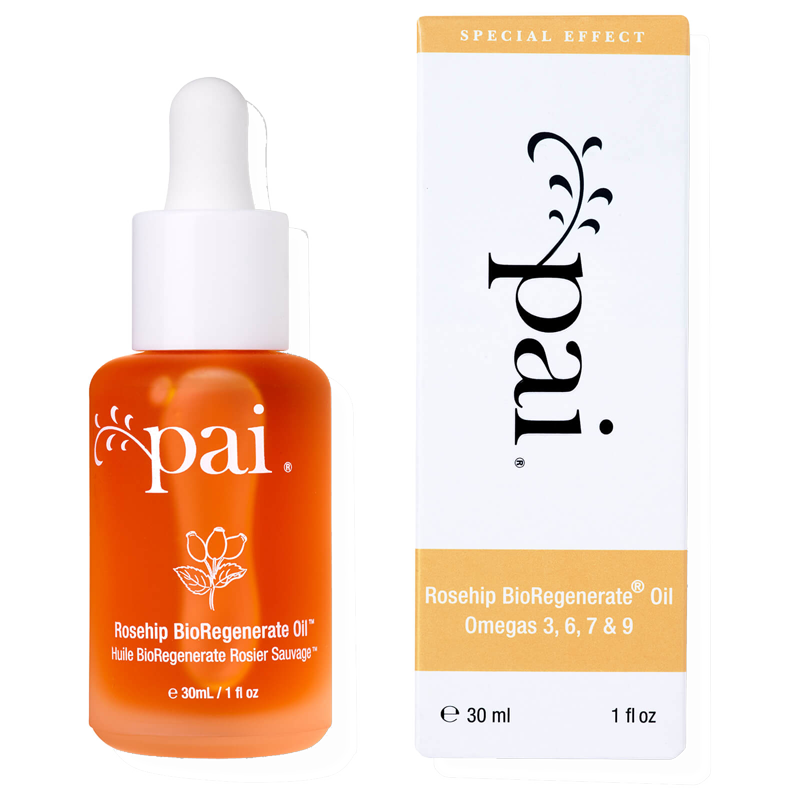 pai®
Rosehip BioRegenerate Oil™
Huile BioRegenerate Rosier Sauvage™
℮ 30mL / 1 fl oz
SPECIAL EFFECT
pai®
Rosehip BioRegenerate® Oil
Omegas 3, 6, 7 & 9
℮ 30 ml 1 fl oz